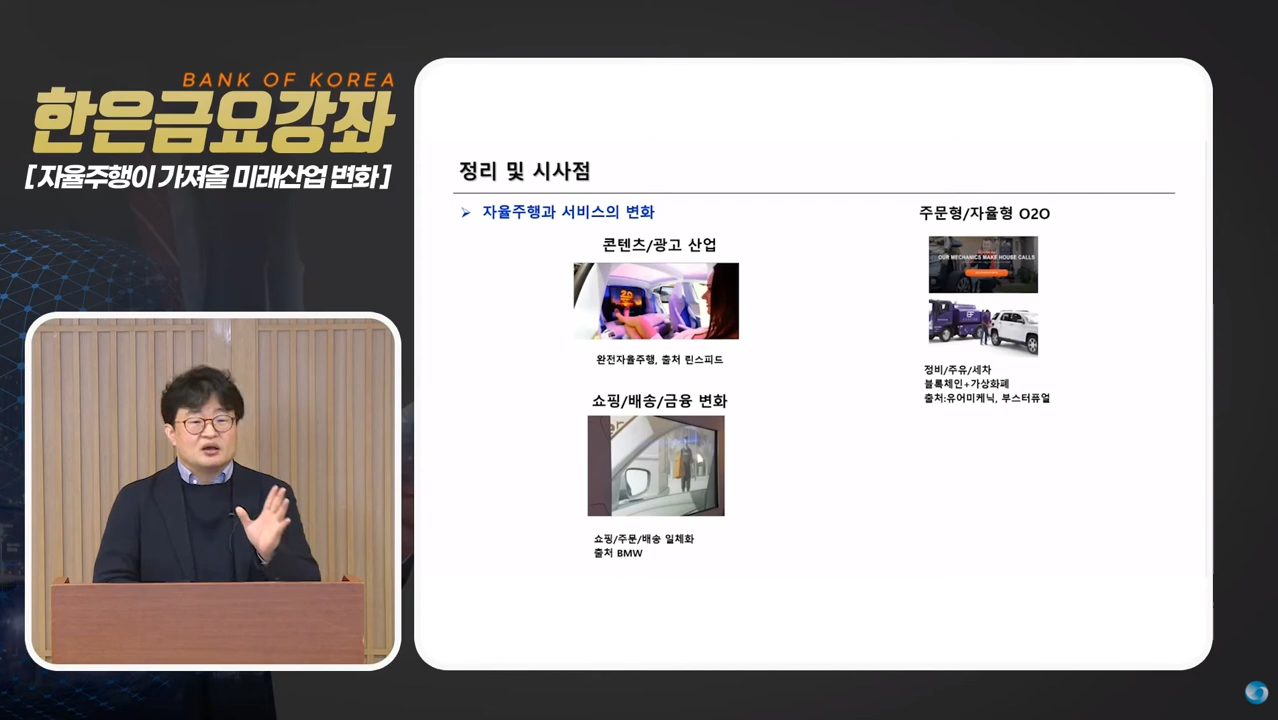 BANK OF KOREA
한은금요강좌
[ 자율주행이 가져올 미래산업 변화 ]
정리 및 시사점
➢ 자율주행과 서비스의 변화
콘텐츠/광고 산업
완전자율주행, 출처 린스피드
쇼핑/배송/금융 변화
쇼핑/주문/배송 일체화
출처 BMW
주문형/자율형 O2O
OUR MECHANICS MAKE HOUSE CALLS
정비/주유/세차
블록체인+가상화폐
출처:유어미케닉, 부스터퓨얼